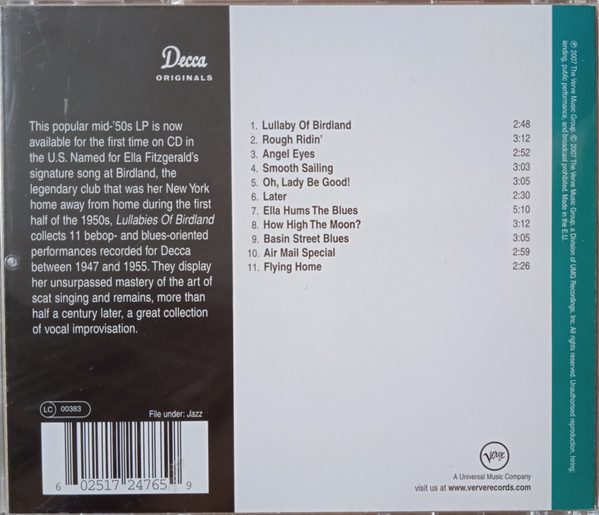 Decca
ORIGINALS
This popular mid-'50s LP is now
available for the first time on CD in
the U.S. Named for Ella Fitzgerald's
signature song at Birdland, the
legendary club that was her New York
home away from home during the first
half of the 1950s, Lullabies Of Birdland
collects 11 bebop- and blues-oriented
performances recorded for Decca
between 1947 and 1955. They display
her unsurpassed mastery of the art of
scat singing and remains, more than
half a century later, a great collection
of vocal improvisation.
LC 00383
File under: Jazz
6 02517 24765 9
1. Lullaby Of Birdland 2:48
2. Rough Ridin' 3:12
3. Angel Eyes 2:52
4. Smooth Sailing 3:03
5. Oh, Lady Be Good! 3:05
6. Later 2:30
7. Ella Hums The Blues 5:10
8. How High The Moon? 3:12
9. Basin Street Blues 3:05
10. Air Mail Special 2:59
11. Flying Home 2:26
Verve
A Universal Music Company
visit us at www.ververecords.com
℗ 2007 The Verve Music Group, © 2007 The Verve Music Group, a Division of UMG Recordings, Inc. All rights reserved. Unauthorised reproduction, hiring,
lending, public performance, and broadcast prohibited. Made in the E.U.